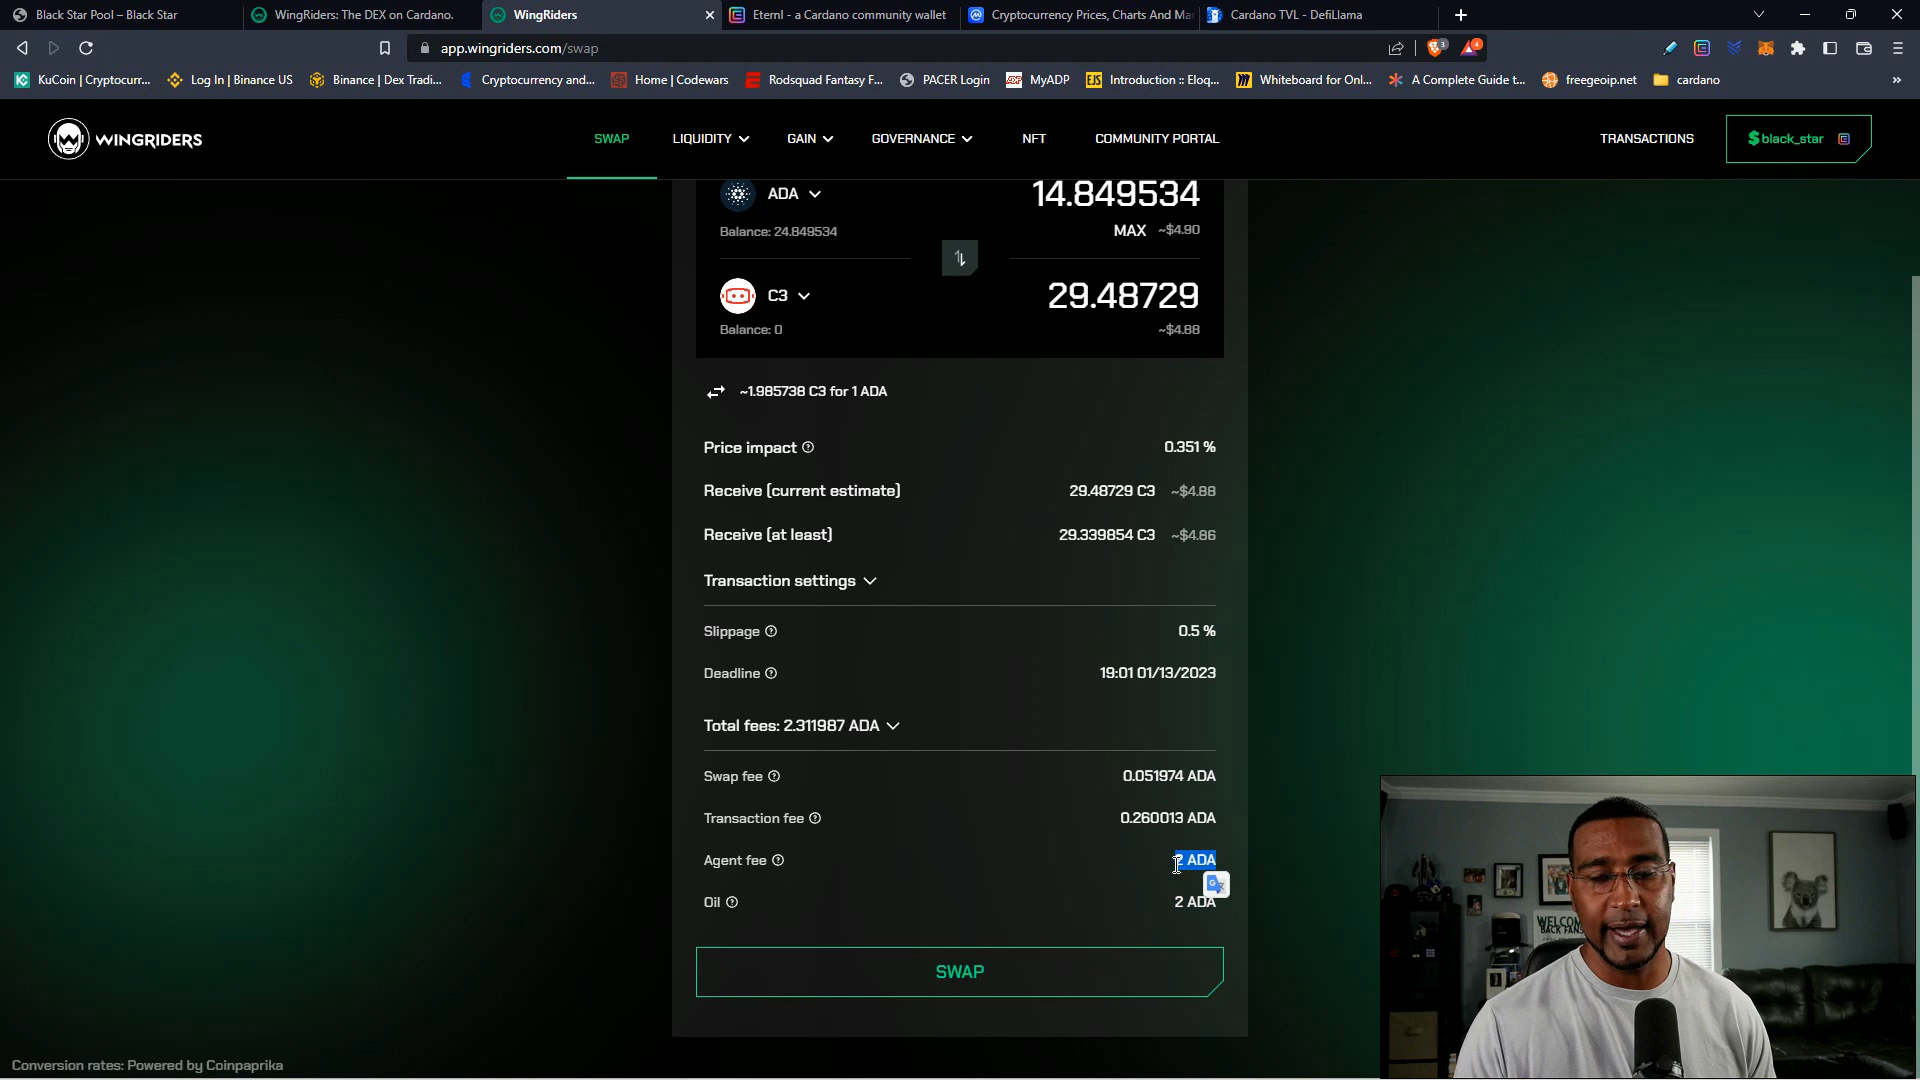 Black Star Pool – Black Star
WingRiders: The DEX on Cardano.
WingRiders
Eternl - a Cardano community wallet
Cryptocurrency Prices, Charts And Ma
Cardano TVL - DefiLlama
app.wingriders.com/swap
3
4
KuCoin | Cryptocurr...
Log In | Binance US
Binance | Dex Tradi...
Cryptocurrency and...
Home | Codewars
Rodsquad Fantasy F...
PACER Login
MyADP
Introduction :: Eloq...
Whiteboard for Onl...
A Complete Guide t...
freegeoip.net
cardano
WINGRIDERS
SWAP
LIQUIDITY
GAIN
GOVERNANCE
NFT
COMMUNITY PORTAL
TRANSACTIONS
$black_star
ADA
14.849534
Balance: 24.849534
MAX ~$4.90
C3
29.48729
Balance: 0
~$4.88
~1.985738 C3 for 1 ADA
Price impact
0.351 %
Receive (current estimate)
29.48729 C3 ~$4.88
Receive (at least)
29.339854 C3 ~$4.86
Transaction settings
Slippage
0.5 %
Deadline
19:01 01/13/2023
Total fees: 2.311987 ADA
Swap fee
0.051974 ADA
Transaction fee
0.260013 ADA
Agent fee
2 ADA
Oil
2 ADA
SWAP
WELCOME
BACK FANS
Conversion rates: Powered by Coinpaprika